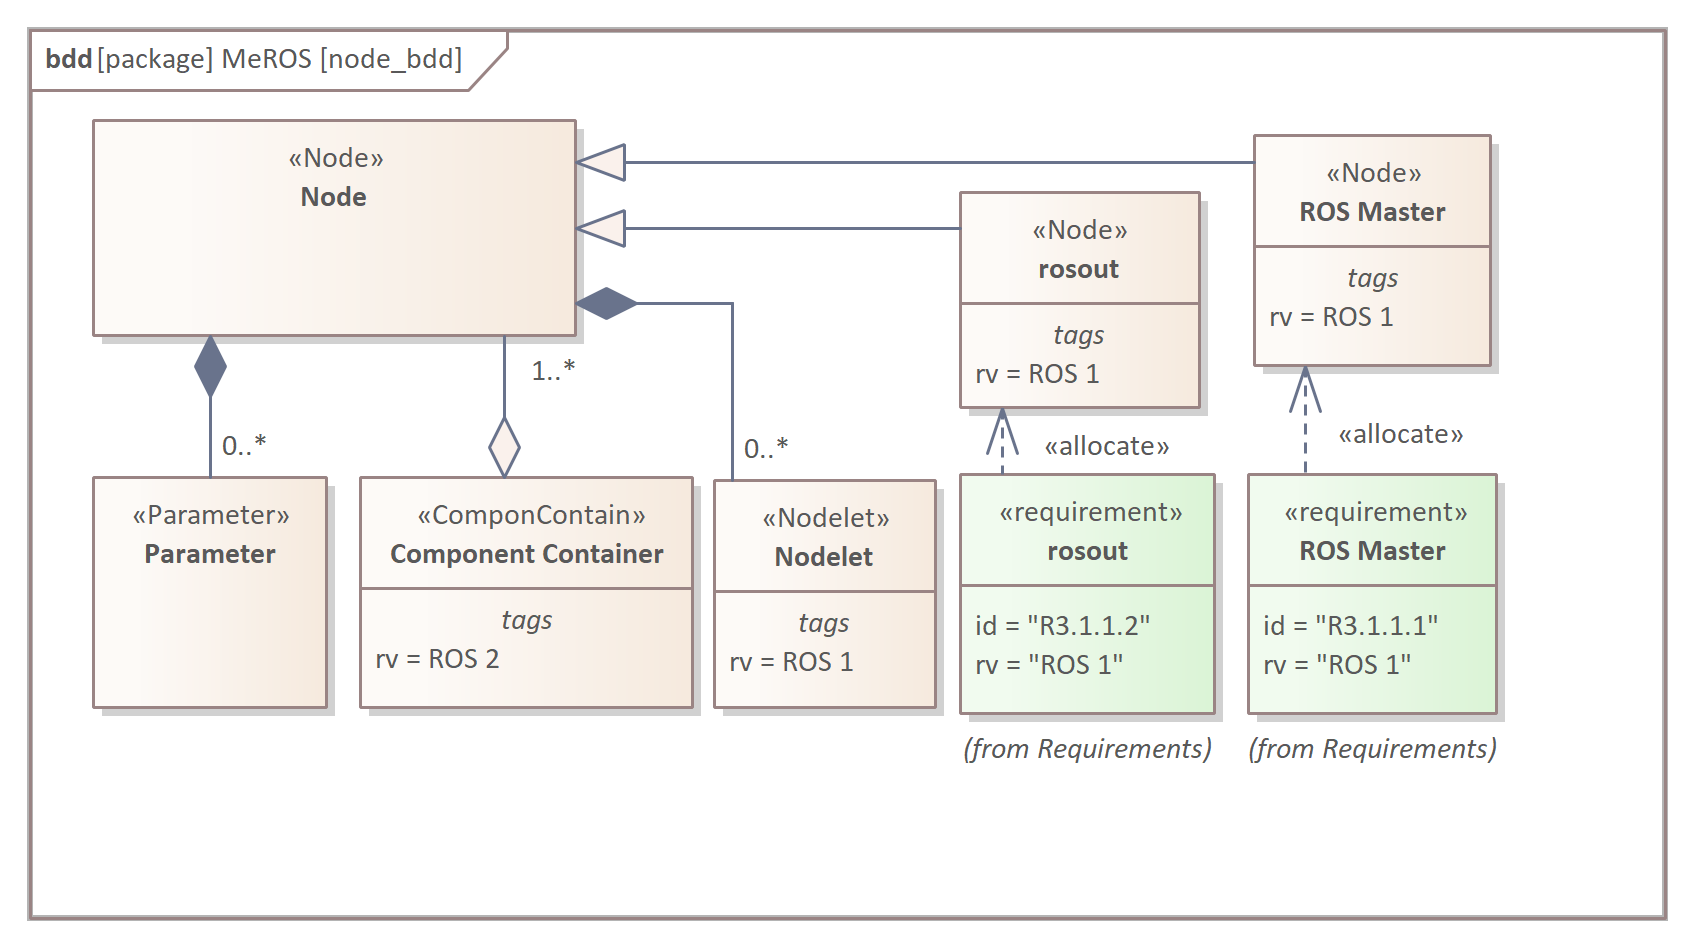 bdd [package] MeROS [node_bdd]
«Node»
Node
«Node»
rosout
tags
rv = ROS 1
«Node»
ROS Master
tags
rv = ROS 1
1..*
0..*
0..*
«allocate»
«allocate»
«Parameter»
Parameter
«ComponContain»
Component Container
tags
rv = ROS 2
«Nodelet»
Nodelet
tags
rv = ROS 1
«requirement»
rosout
id = "R3.1.1.2"
rv = "ROS 1"
(from Requirements)
«requirement»
ROS Master
id = "R3.1.1.1"
rv = "ROS 1"
(from Requirements)